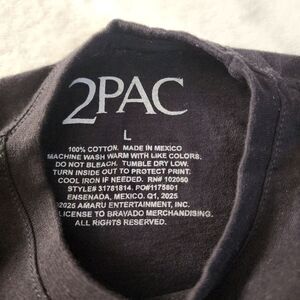 2PAC
L
100% COTTON. MADE IN MEXICO
MACHINE WASH WARM WITH LIKE COLORS.
DO NOT BLEACH. TUMBLE DRY LOW.
TURN INSIDE OUT TO PROTECT PRINT.
COOL IRON IF NEEDED. RN# 102050
STYLE# 31781814. PO#1175801
ENSENADA, MEXICO. Q1, 2025
2025 AMARU ENTERTAINMENT, INC.
LICENSE TO BRAVADO MERCHANDISING.
ALL RIGHTS RESERVED.